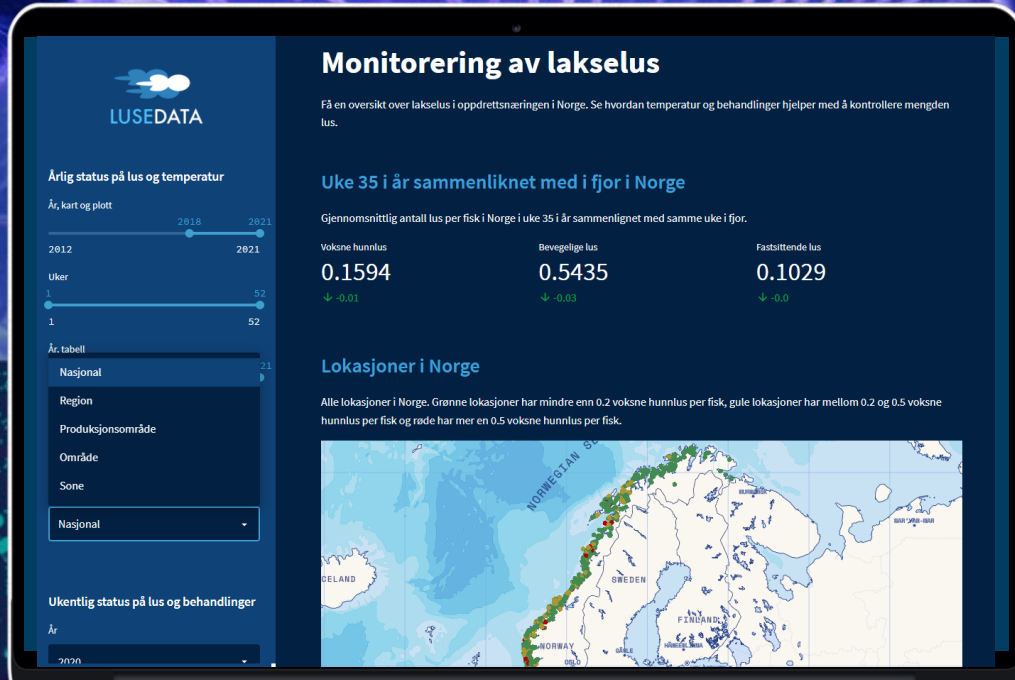 LUSEDATA
Årlig status på lus og temperatur
År, kart og plott
2018 2021
2012 2021
Uker
1 52
1 52
År, tabell
21
Nasjonal
Region
Produksjonsområde
Område
Sone
Nasjonal
Ukentlig status på lus og behandlinger
År
2020
Monitorering av lakselus
Få en oversikt over lakselus i oppdrettsnæringen i Norge. Se hvordan temperatur og behandlinger hjelper med å kontrollere mengden
lus.
Uke 35 i år sammenliknet med i fjor i Norge
Gjennomsnittlig antall lus per fisk i Norge i uke 35 i år sammenlignet med samme uke i fjor.
Voksne hunnlus Bevegelige lus Fastsittende lus
0.1594 0.5435 0.1029
↓ -0.01 ↓ -0.03 ↓ -0.0
Lokasjoner i Norge
Alle lokasjoner i Norge. Grønne lokasjoner har mindre enn 0.2 voksne hunnlus per fisk, gule lokasjoner har mellom 0.2 og 0.5 voksne
hunnlus per fisk og røde har mer en 0.5 voksne hunnlus per fisk.
NORWEGIAN S
MURMANSK
CELAND
SWEDEN
FINLAND
NORWAY
GÄVLE
OSLO